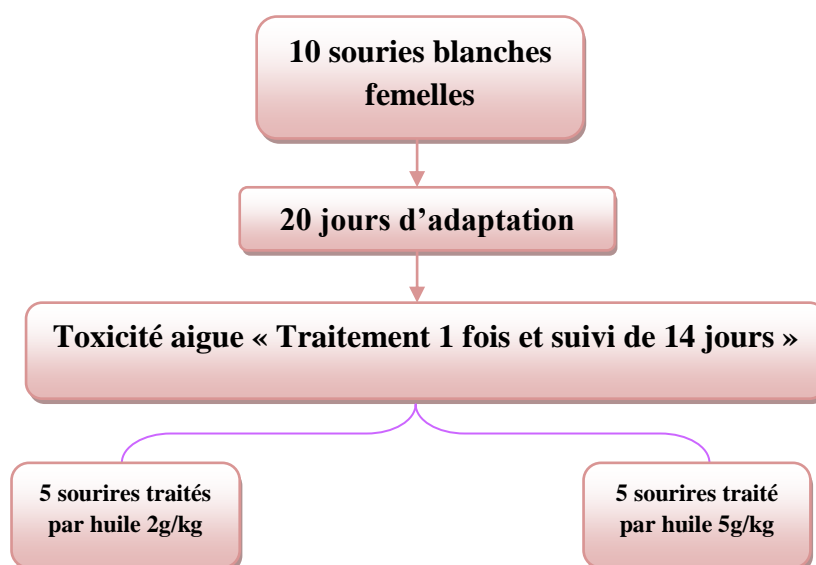 10 souries blanches
femelles
20 jours d’adaptation
Toxicité aigue « Traitement 1 fois et suivi de 14 jours »
5 sourires traités
par huile 2g/kg
5 sourires traité
par huile 5g/kg